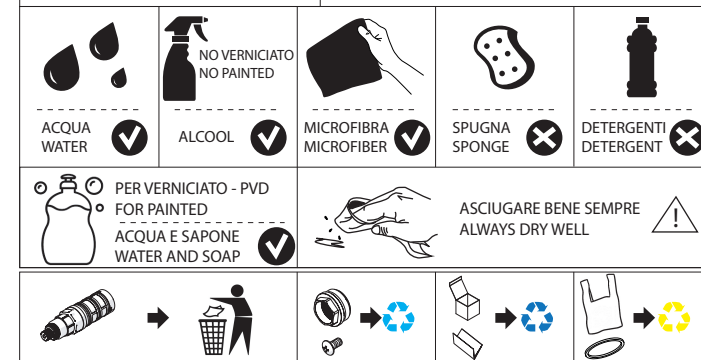 NO VERNICIATO
NO PAINTED
ACQUA
WATER
ALCOOL
MICROFIBRA
MICROFIBER
SPUGNA
SPONGE
DETERGENTI
DETERGENT
PER VERNICIATO - PVD
FOR PAINTED
ACQUA E SAPONE
WATER AND SOAP
ASCIUGARE BENE SEMPRE
ALWAYS DRY WELL
!